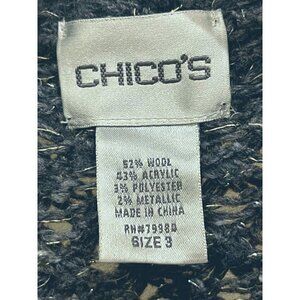 CHICO'S
52% WOOL
43% ACRYLIC
3% POLYESTER
2% METALLIC
MADE IN CHINA
RN#79984
SIZE 3